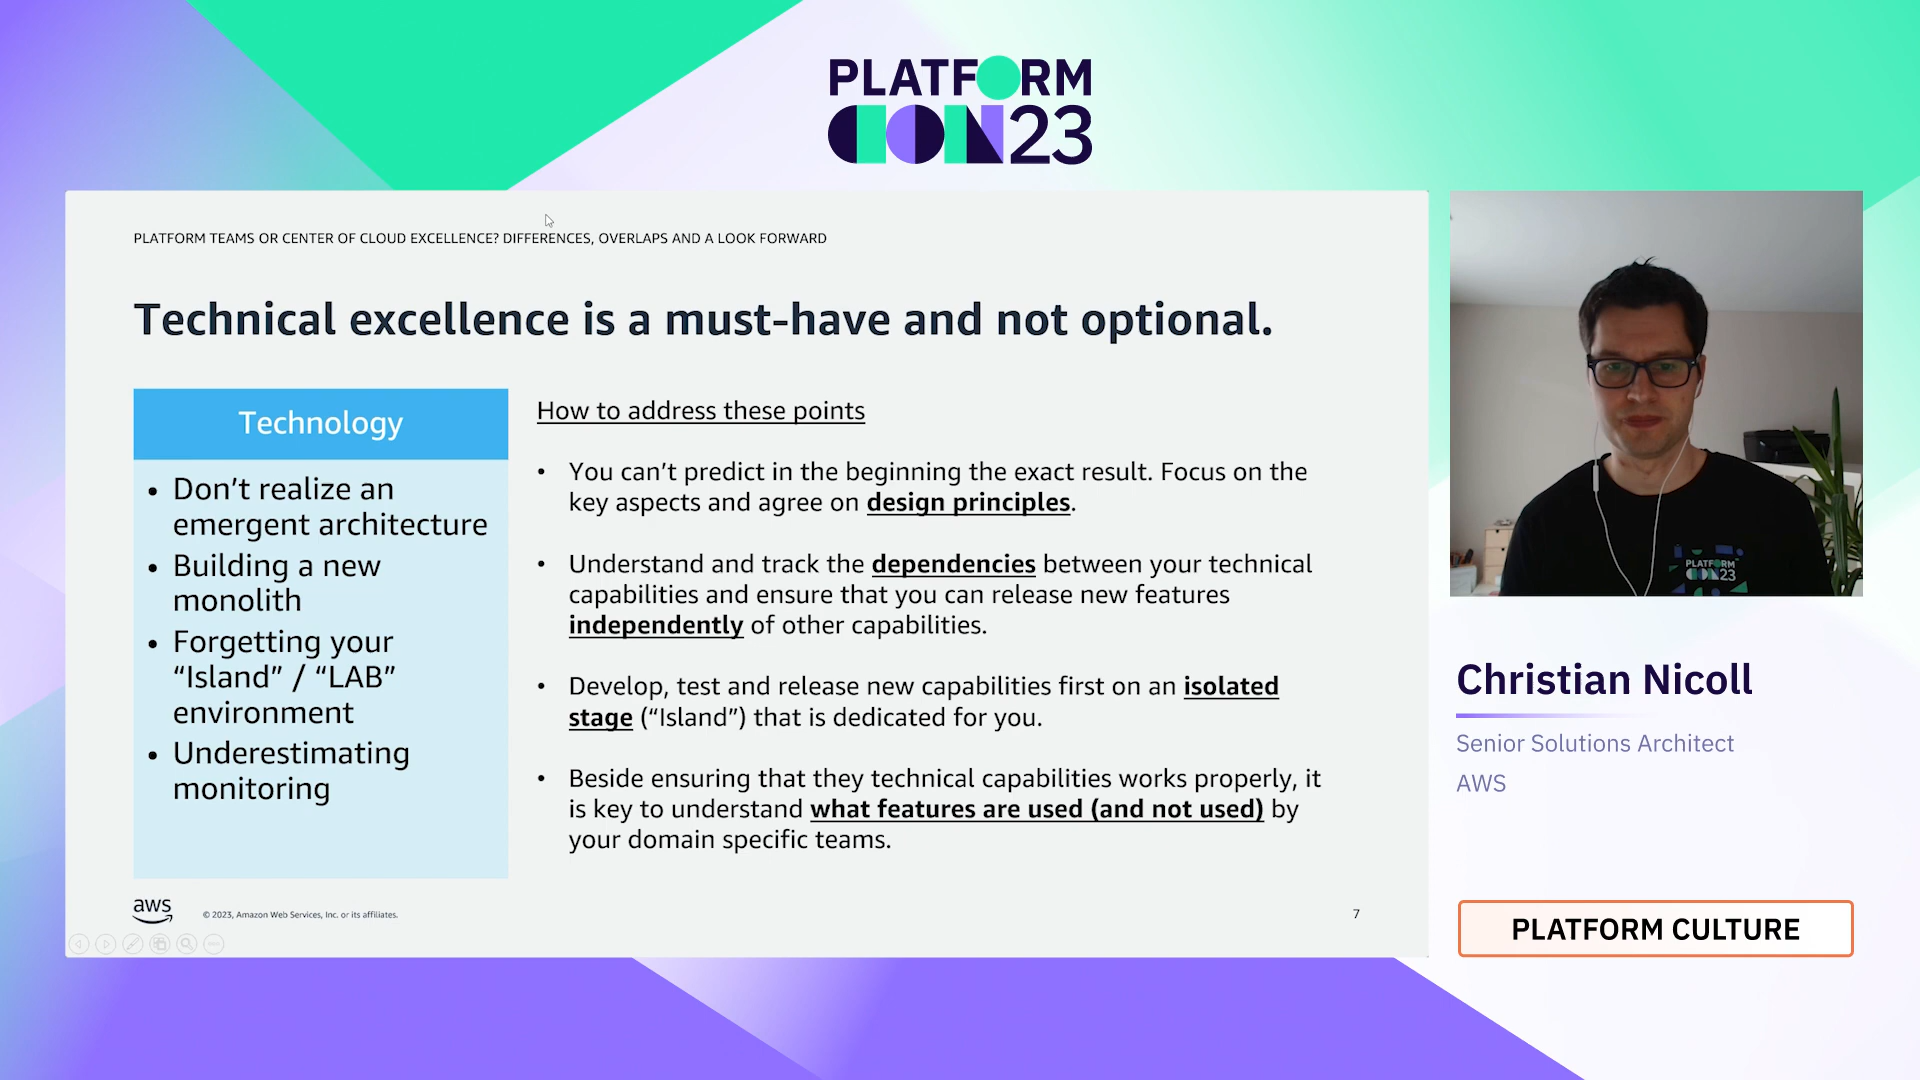 PLATFORM
CON23
PLATFORM TEAMS OR CENTER OF CLOUD EXCELLENCE? DIFFERENCES, OVERLAPS AND A LOOK FORWARD
Technical excellence is a must-have and not optional.
Technology
• Don’t realize an
emergent architecture
• Building a new
monolith
• Forgetting your
“Island” / “LAB”
environment
• Underestimating
monitoring
How to address these points
• You can’t predict in the beginning the exact result. Focus on the
key aspects and agree on design principles.
• Understand and track the dependencies between your technical
capabilities and ensure that you can release new features
independently of other capabilities.
• Develop, test and release new capabilities first on an isolated
stage (“Island”) that is dedicated for you.
• Beside ensuring that they technical capabilities works properly, it
is key to understand what features are used (and not used) by
your domain specific teams.
aws
© 2023, Amazon Web Services, Inc. or its affiliates.
7
PLATFORM
CON23
Christian Nicoll
Senior Solutions Architect
AWS
PLATFORM CULTURE